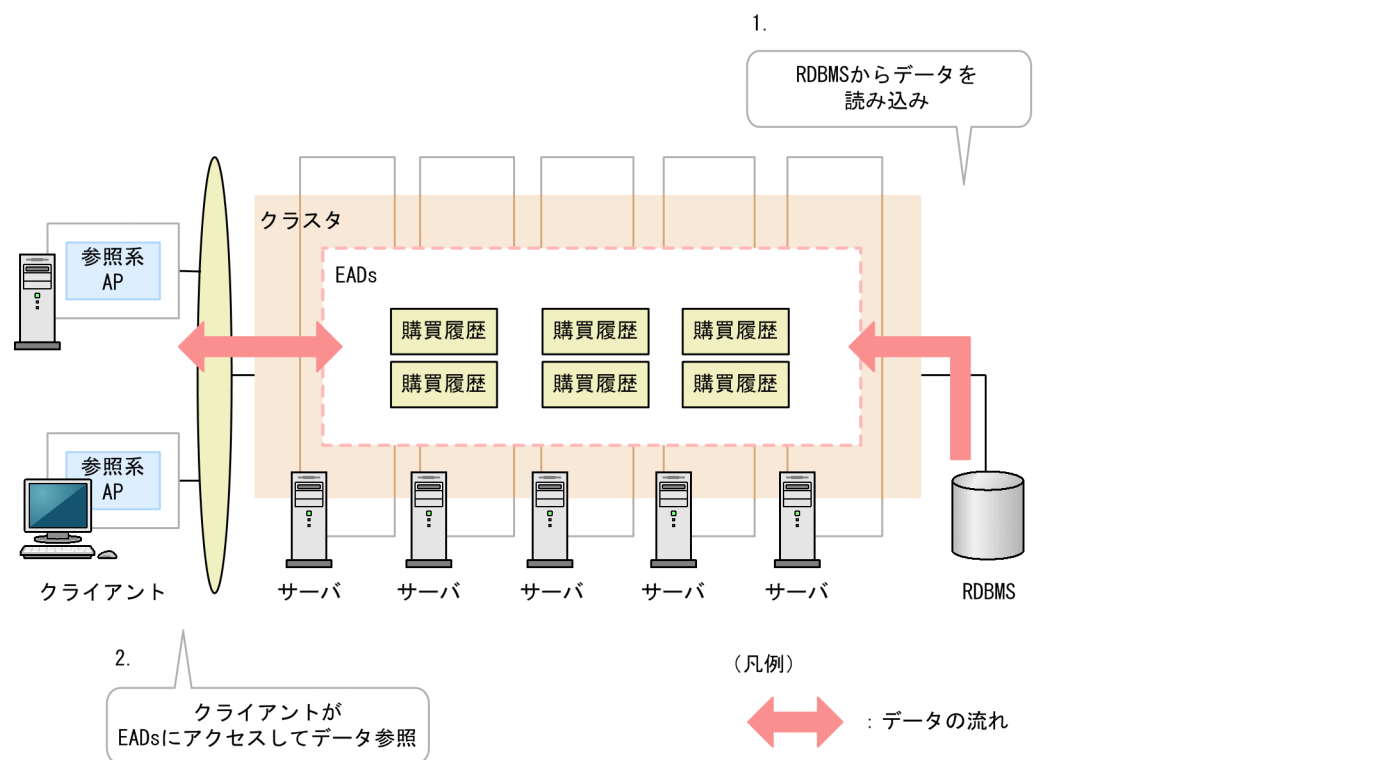 1.
RDBMSからデータを
読み込み
クラスタ
参照系
AP
EADs
購買履歴
購買履歴
購買履歴
購買履歴
購買履歴
購買履歴
参照系
AP
クライアント
サーバ
サーバ
サーバ
サーバ
サーバ
RDBMS
2.
クライアントが
EADsにアクセスしてデータ参照
（凡例）
：データの流れ